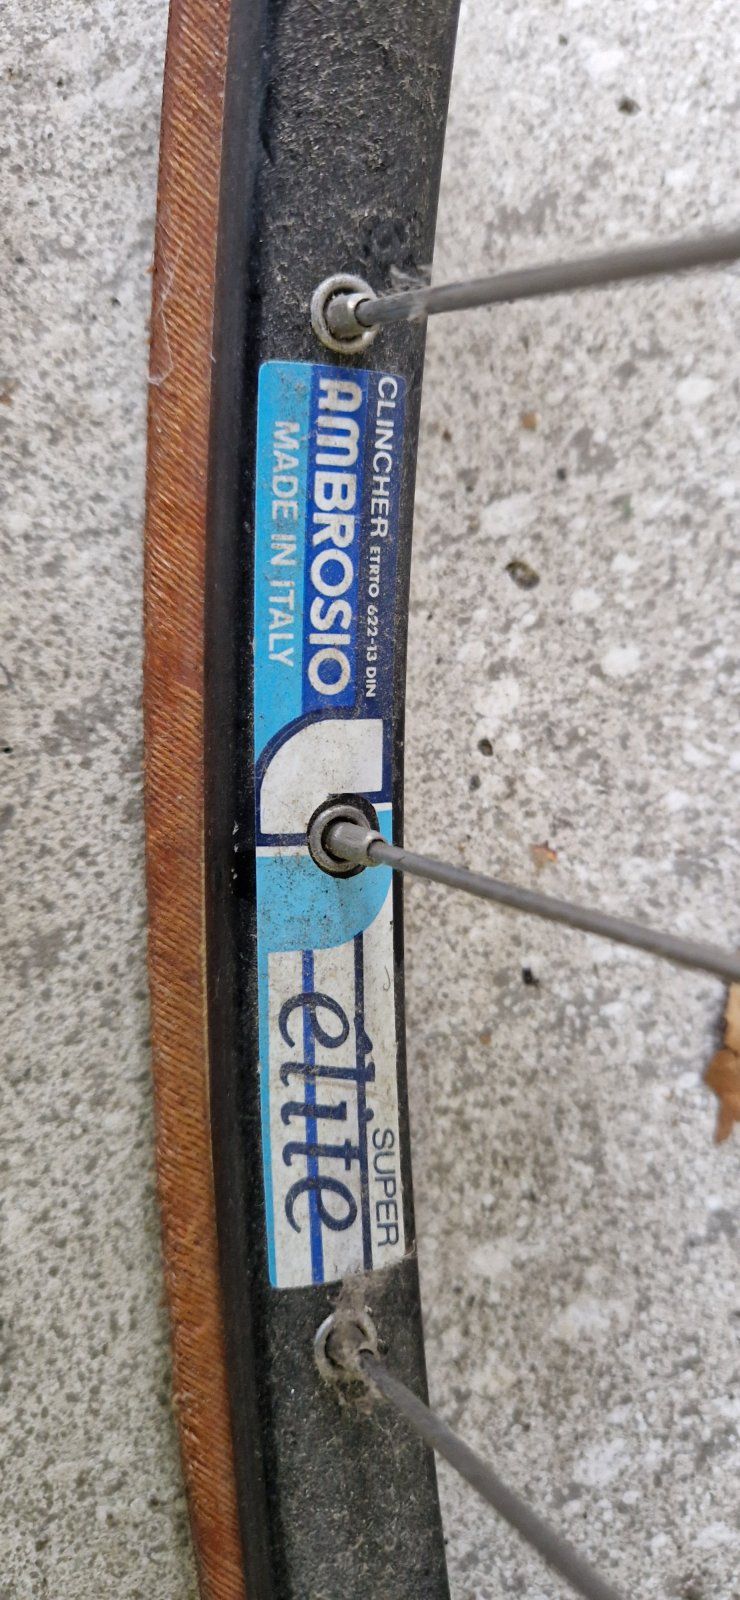 CLINCHER ETRTO 622-13 DIN
AMBROSIO
MADE IN ITALY
SUPER
elite